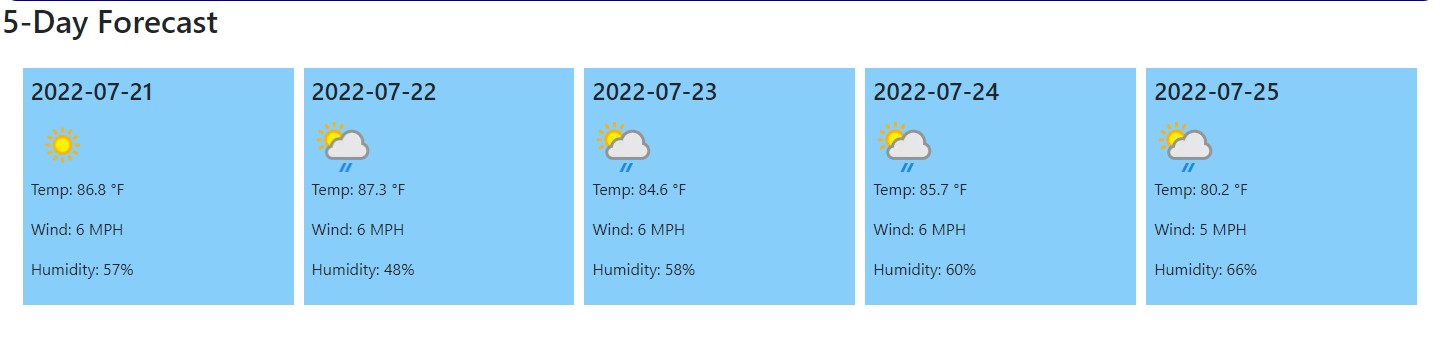 5-Day Forecast
2022-07-21
Temp: 86.8 °F
Wind: 6 MPH
Humidity: 57%
2022-07-22
Temp: 87.3 °F
Wind: 6 MPH
Humidity: 48%
2022-07-23
Temp: 84.6 °F
Wind: 6 MPH
Humidity: 58%
2022-07-24
Temp: 85.7 °F
Wind: 6 MPH
Humidity: 60%
2022-07-25
Temp: 80.2 °F
Wind: 5 MPH
Humidity: 66%